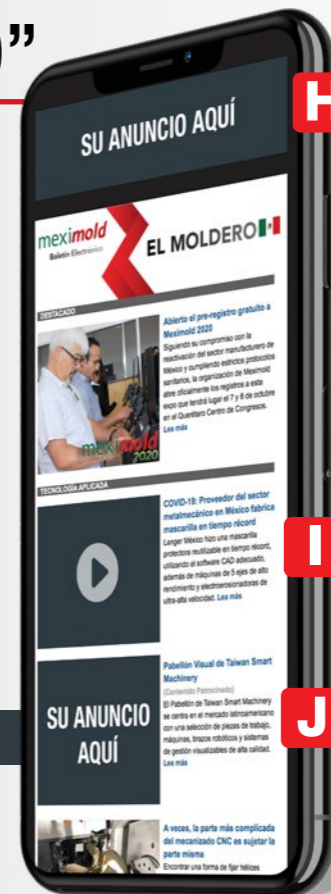 )”
H
SU ANUNCIO AQUÍ
meximold
Boletín Electrónico
EL MOLDERO
DESTACADO
Abierto el pre-registro gratuito a
Meximold 2020
Siguiendo su compromiso con la
reactivación del sector manufacturero de
México y cumpliendo estrictos protocolos
sanitarios, la organización de Meximold
abre oficialmente los registros a esta
expo que tendrá lugar el 7 y 8 de octubre
en el Querétaro Centro de Congresos.
Lea más
meximold
2020
TECNOLOGÍA APLICADA
COVID-19: Proveedor del sector
metalmecánico en México fabrica
mascarilla en tiempo récord
Langer México hizo una mascarilla
protectora reutilizable en tiempo récord,
utilizando el software CAD adecuado,
además de máquinas de 5 ejes de alto
rendimiento y electroerosionadoras de
ultra-alta velocidad. Lea más
I
SU ANUNCIO
AQUÍ
Pabellón Visual de Taiwan Smart
Machinery
(Contenido Patrocinado)
El Pabellón de Taiwan Smart Machinery
se centra en el mercado latinoamericano
con una selección de piezas de trabajo,
máquinas, brazos robóticos y sistemas
de gestión visualizables de alta calidad.
Lea más
J
A veces, la parte más complicada
del mecanizado CNC es sujetar la
parte misma
Encontrar una forma de fijar hélices